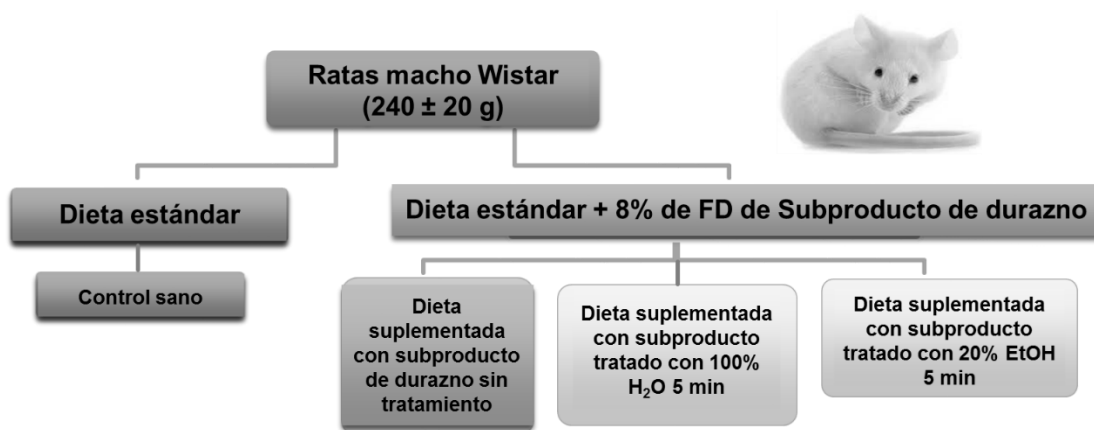 Ratas macho Wistar
(240 ± 20 g)
Dieta estándar
Dieta estándar + 8% de FD de Subproducto de durazno
Control sano
Dieta
suplementada
con subproducto
de durazno sin
tratamiento
Dieta suplementada
con subproducto
tratado con 100%
H₂O 5 min
Dieta suplementada
con subproducto
tratado con 20% EtOH
5 min